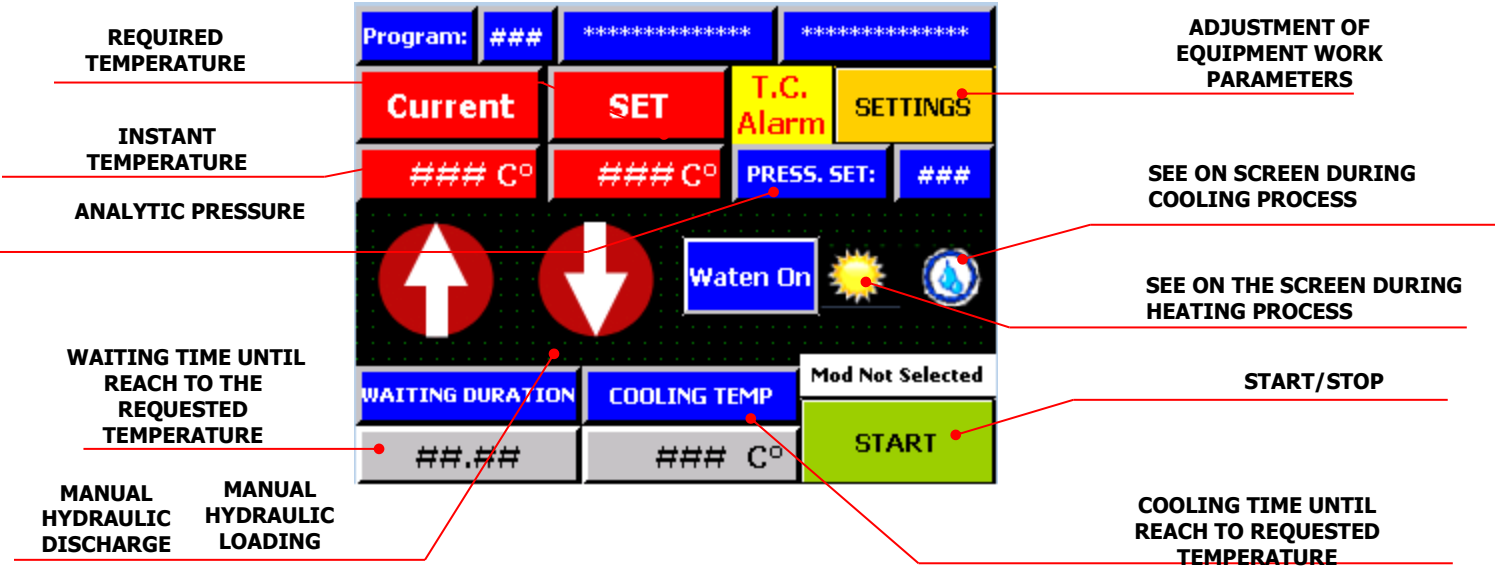 REQUIRED
TEMPERATURE
INSTANT
TEMPERATURE
ANALYTIC PRESSURE
WAITING TIME UNTIL
REACH TO THE
REQUESTED
TEMPERATURE
MANUAL
HYDRAULIC
DISCHARGE
MANUAL
HYDRAULIC
LOADING
Program: ### ************** **************
Current SET T.C.
Alarm SETTINGS
### C° ### C° PRESS. SET: ###
Waten On
Mod Not Selected
WAITING DURATION COOLING TEMP
##.## ### C° START
ADJUSTMENT OF
EQUIPMENT WORK
PARAMETERS
SEE ON SCREEN DURING
COOLING PROCESS
SEE ON THE SCREEN DURING
HEATING PROCESS
START/STOP
COOLING TIME UNTIL
REACH TO REQUESTED
TEMPERATURE